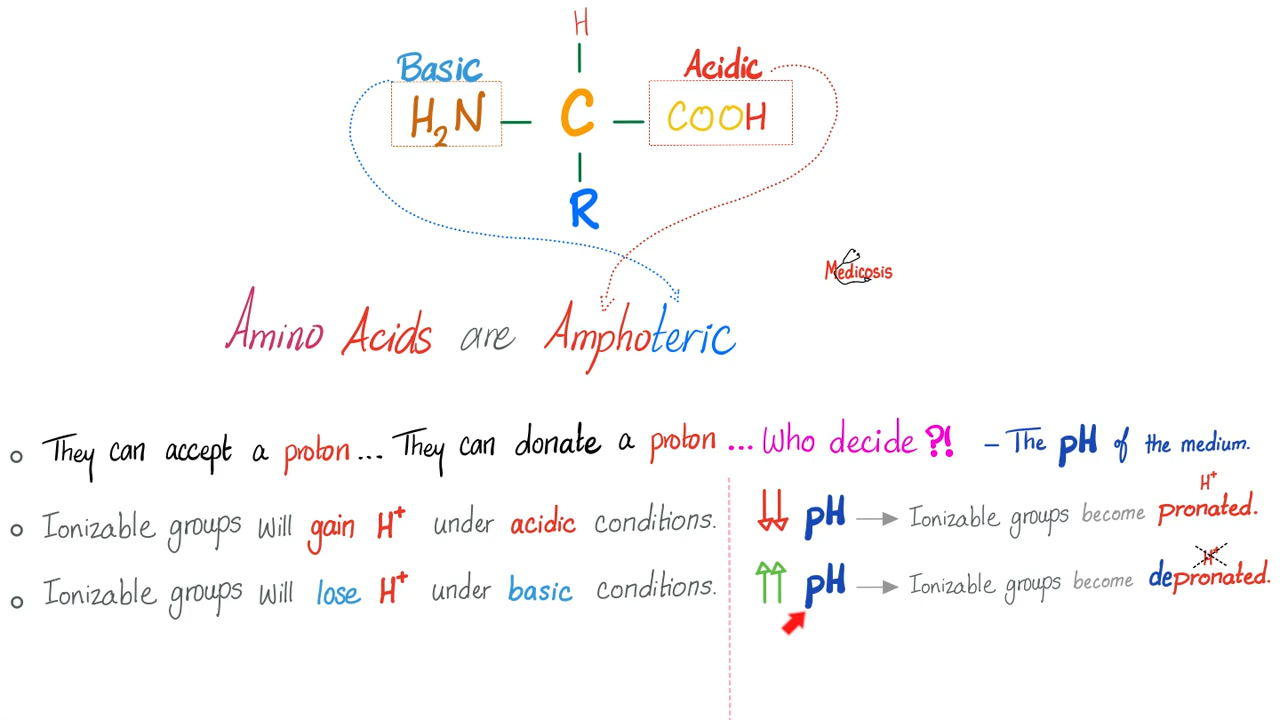 H
Basic
Acidic
H2N — C — COOH
R
Medicosis
Amino Acids are Amphoteric
They can accept a proton... They can donate a proton ... Who decide ?! – The pH of the medium.
H+
Ionizable groups will gain H+ under acidic conditions.
↓↓ pH → Ionizable groups become pronated.
H+
Ionizable groups will lose H+ under basic conditions.
↑↑ pH → Ionizable groups become depronated.